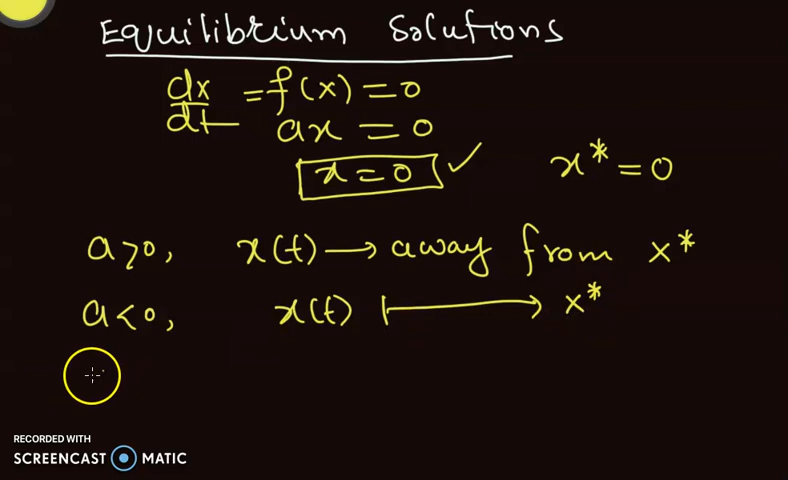 Equilibrium Solutions
dx/dt = f(x) = 0
ax = 0
x = 0 ✓ x* = 0
a > 0, x(t) → away from x*
a < 0, x(t) ↦ x*
RECORDED WITH
SCREENCAST MATIC